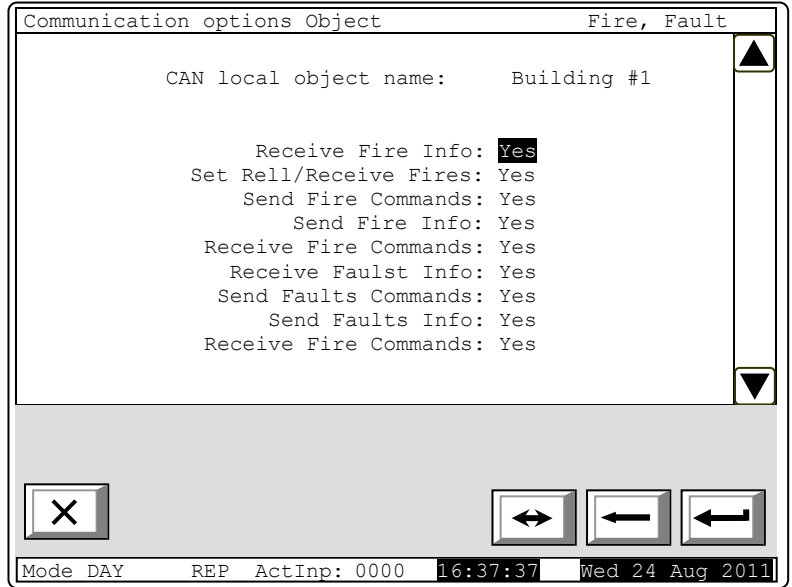 Communication options Object Fire, Fault
CAN local object name: Building #1
Receive Fire Info: Yes
Set Rell/Receive Fires: Yes
Send Fire Commands: Yes
Send Fire Info: Yes
Receive Fire Commands: Yes
Receive Faulst Info: Yes
Send Faults Commands: Yes
Send Faults Info: Yes
Receive Fire Commands: Yes
Mode DAY REP ActInp: 0000 16:37:37 Wed 24 Aug 2011